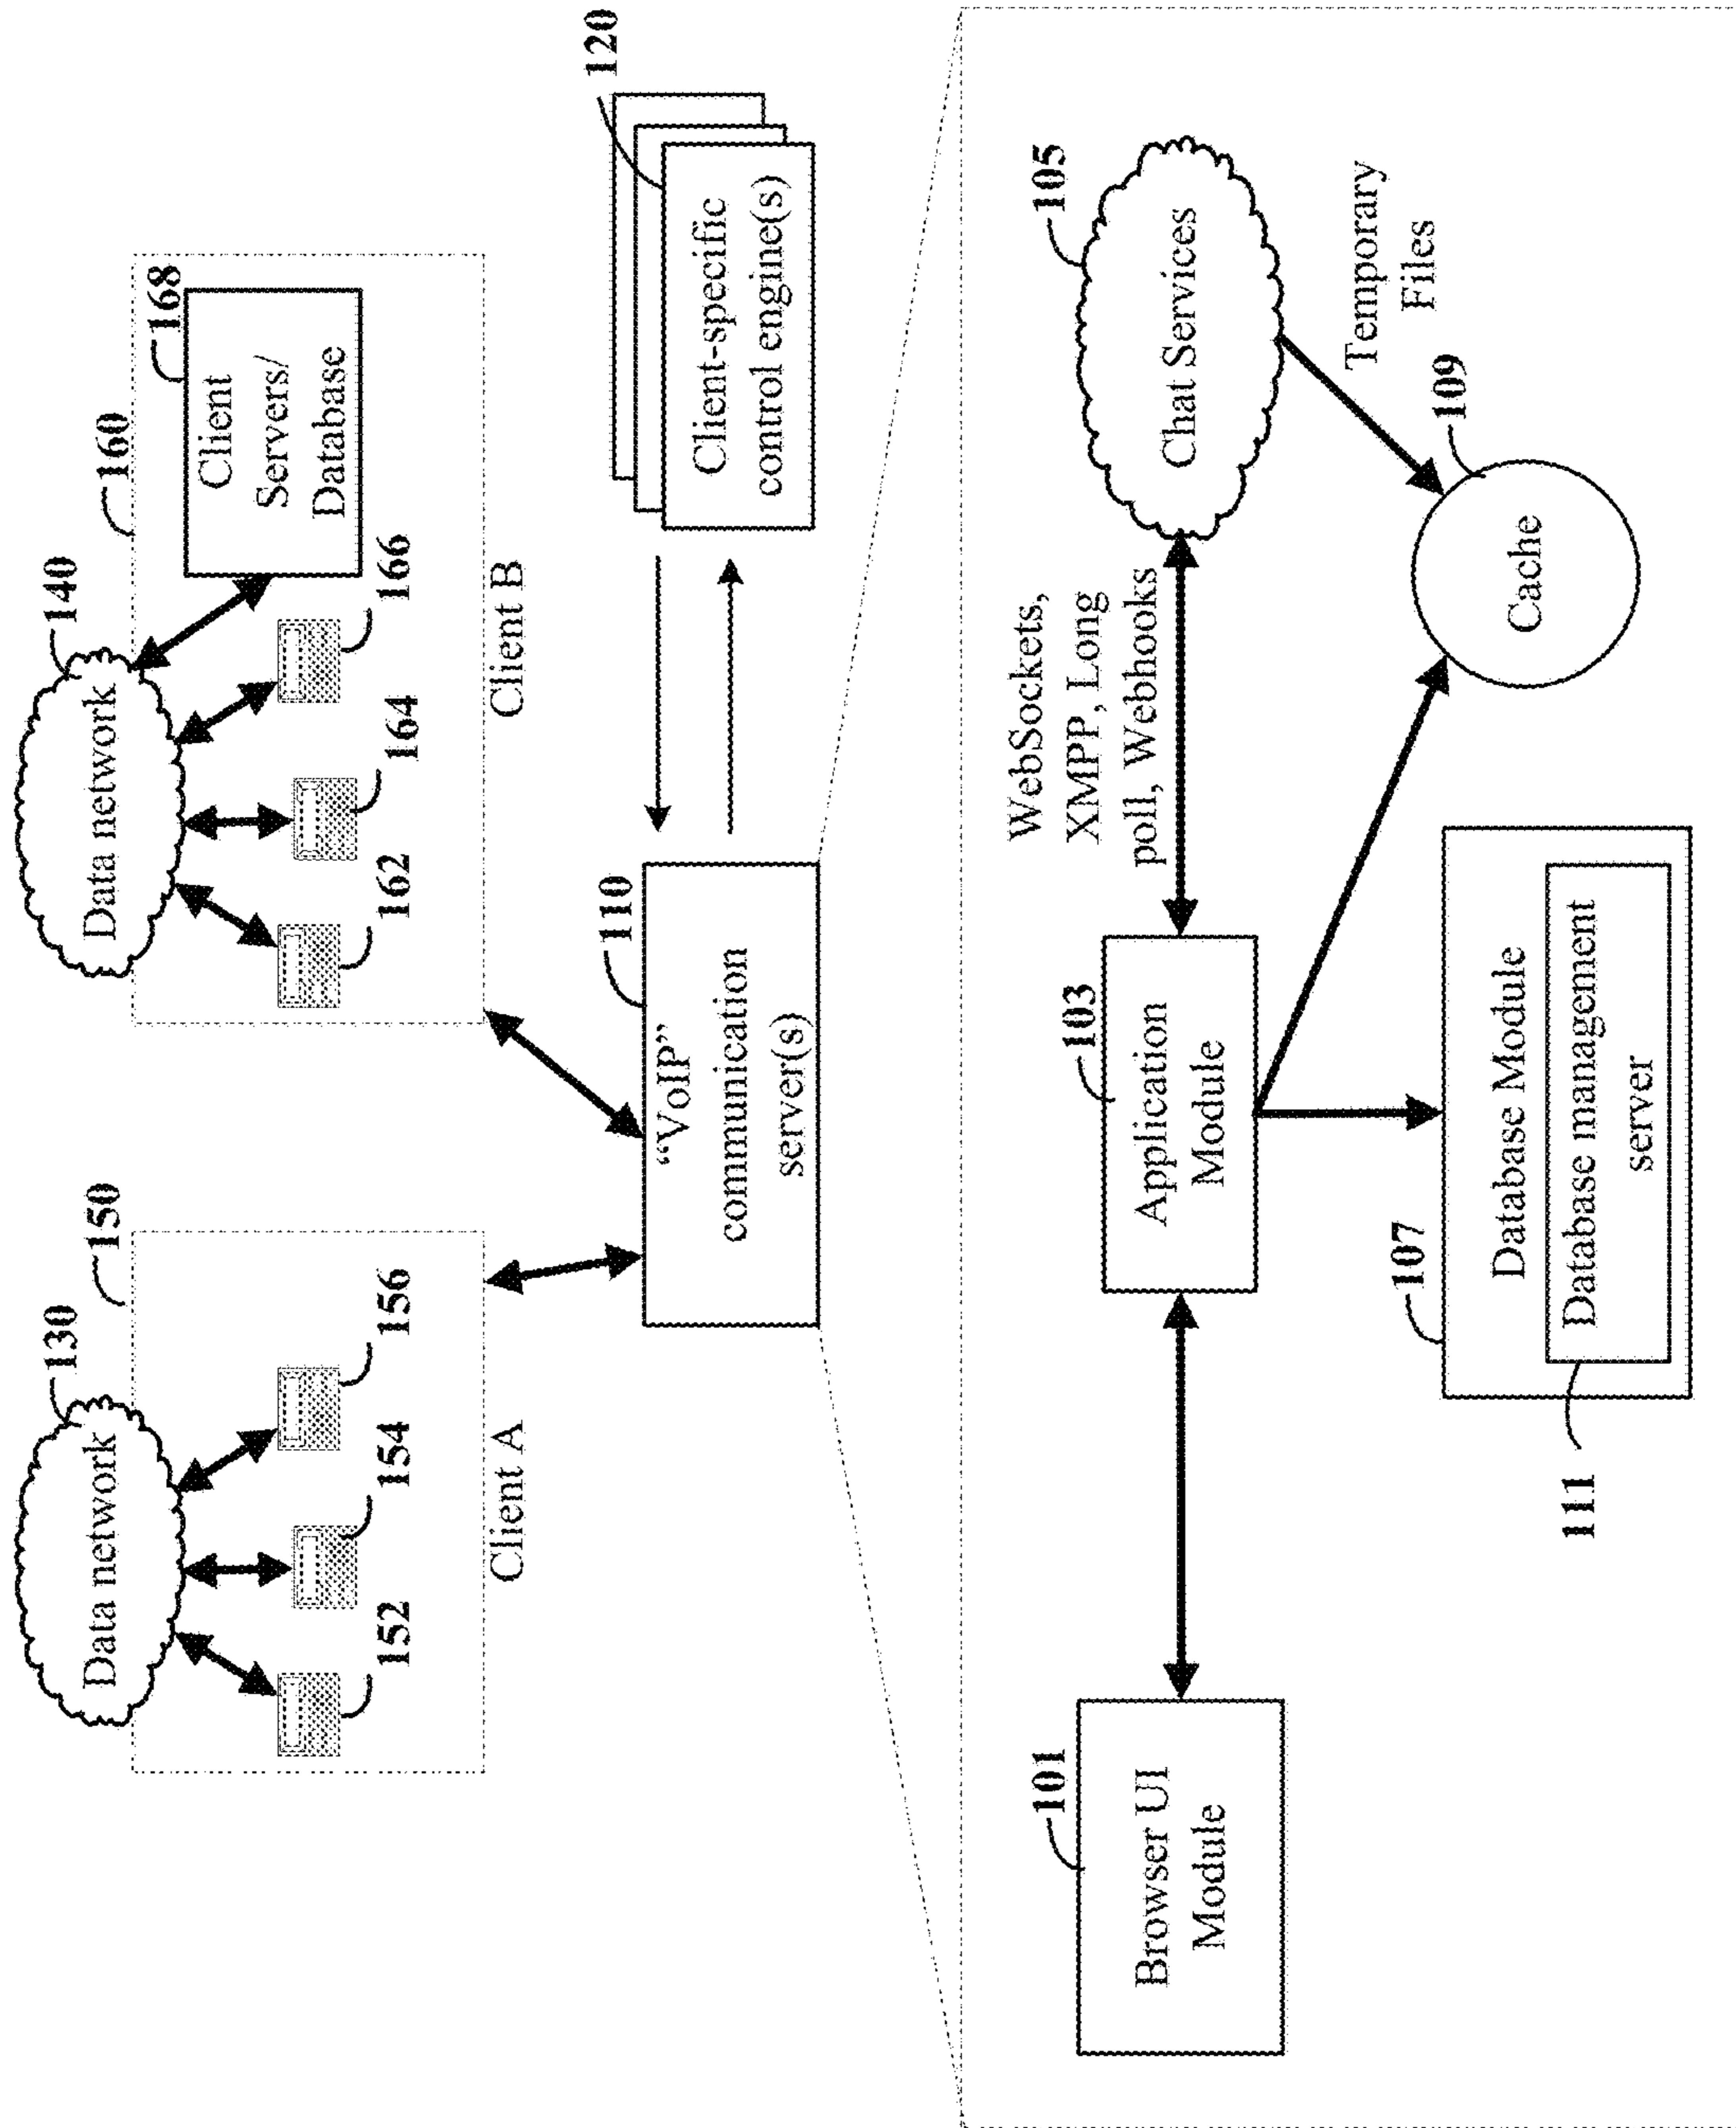 130
Data network
150
152
154
156
Client A
140
Data network
160
168
Client
Servers/
Database
162
164
166
Client B
110
“VoIP”
communication
server(s)
120
Client-specific
control engine(s)
101
Browser UI
Module
103
Application
Module
WebSockets,
XMPP, Long
poll, Webhooks
105
Chat Services
Temporary
Files
109
Cache
107
Database Module
Database management
server
111